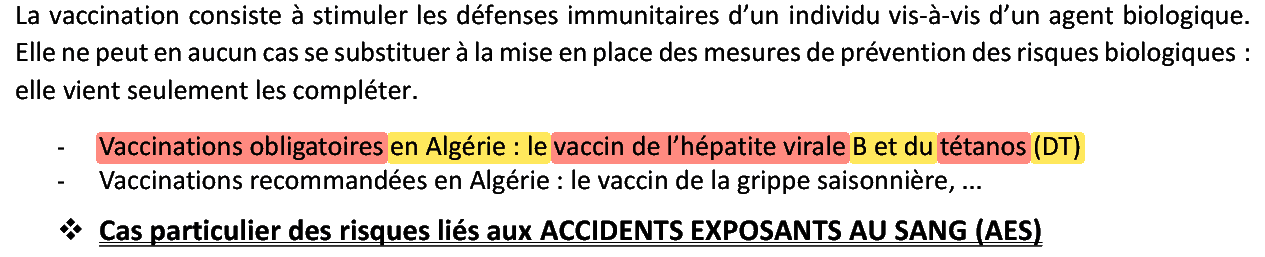 La vaccination consiste à stimuler les défenses immunitaires d’un individu vis-à-vis d’un agent biologique.
Elle ne peut en aucun cas se substituer à la mise en place des mesures de prévention des risques biologiques :
elle vient seulement les compléter.
- Vaccinations obligatoires en Algérie : le vaccin de l’hépatite virale B et du tétanos (DT)
- Vaccinations recommandées en Algérie : le vaccin de la grippe saisonnière, ...
❖ Cas particulier des risques liés aux ACCIDENTS EXPOSANTS AU SANG (AES)